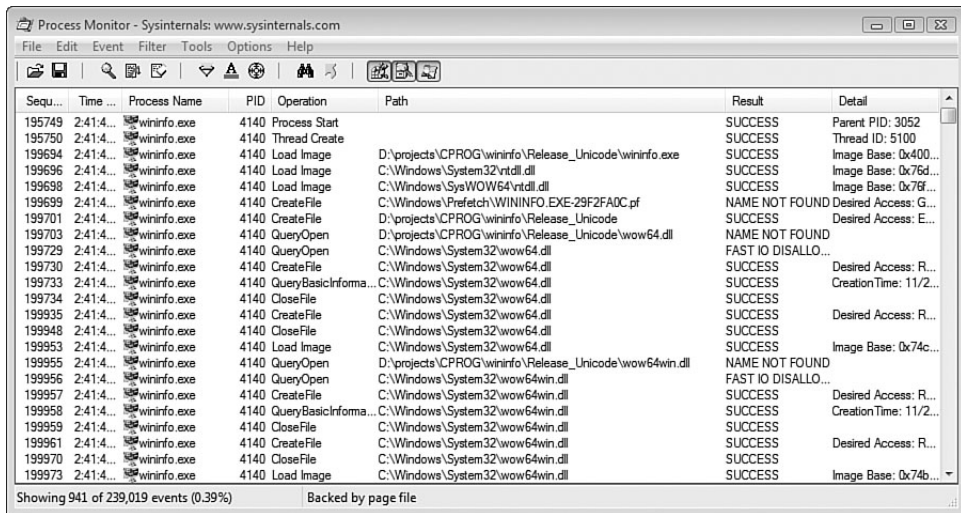 Process Monitor - Sysinternals: www.sysinternals.com
File Edit Event Filter Tools Options Help
Sequ... Time ... Process Name PID Operation Path Result Detail
195749 2:41:4... wininfo.exe 4140 Process Start SUCCESS Parent PID: 3052
195750 2:41:4... wininfo.exe 4140 Thread Create SUCCESS Thread ID: 5100
199694 2:41:4... wininfo.exe 4140 Load Image D:\projects\CPROG\wininfo\Release_Unicode\wininfo.exe SUCCESS Image Base: 0x400...
199696 2:41:4... wininfo.exe 4140 Load Image C:\Windows\System32\ntdll.dll SUCCESS Image Base: 0x76d...
199698 2:41:4... wininfo.exe 4140 Load Image C:\Windows\SysWOW64\ntdll.dll SUCCESS Image Base: 0x76f...
199699 2:41:4... wininfo.exe 4140 CreateFile C:\Windows\Prefetch\WININFO.EXE-29F2FA0C.pf NAME NOT FOUND Desired Access: G...
199701 2:41:4... wininfo.exe 4140 CreateFile D:\projects\CPROG\wininfo\Release_Unicode SUCCESS Desired Access: E...
199703 2:41:4... wininfo.exe 4140 QueryOpen D:\projects\CPROG\wininfo\Release_Unicode\wow64.dll NAME NOT FOUND
199729 2:41:4... wininfo.exe 4140 QueryOpen C:\Windows\System32\wow64.dll FAST IO DISALLO...
199730 2:41:4... wininfo.exe 4140 CreateFile C:\Windows\System32\wow64.dll SUCCESS Desired Access: R...
199733 2:41:4... wininfo.exe 4140 QueryBasicInforma... C:\Windows\System32\wow64.dll SUCCESS CreationTime: 11/2...
199734 2:41:4... wininfo.exe 4140 CloseFile C:\Windows\System32\wow64.dll SUCCESS
199935 2:41:4... wininfo.exe 4140 CreateFile C:\Windows\System32\wow64.dll SUCCESS Desired Access: R...
199948 2:41:4... wininfo.exe 4140 CloseFile C:\Windows\System32\wow64.dll SUCCESS
199953 2:41:4... wininfo.exe 4140 Load Image C:\Windows\System32\wow64.dll SUCCESS Image Base: 0x74c...
199955 2:41:4... wininfo.exe 4140 QueryOpen D:\projects\CPROG\wininfo\Release_Unicode\wow64win.dll NAME NOT FOUND
199956 2:41:4... wininfo.exe 4140 QueryOpen C:\Windows\System32\wow64win.dll FAST IO DISALLO...
199957 2:41:4... wininfo.exe 4140 CreateFile C:\Windows\System32\wow64win.dll SUCCESS Desired Access: R...
199958 2:41:4... wininfo.exe 4140 QueryBasicInforma... C:\Windows\System32\wow64win.dll SUCCESS CreationTime: 11/2...
199959 2:41:4... wininfo.exe 4140 CloseFile C:\Windows\System32\wow64win.dll SUCCESS
199961 2:41:4... wininfo.exe 4140 CreateFile C:\Windows\System32\wow64win.dll SUCCESS Desired Access: R...
199970 2:41:4... wininfo.exe 4140 CloseFile C:\Windows\System32\wow64win.dll SUCCESS
199973 2:41:4... wininfo.exe 4140 Load Image C:\Windows\System32\wow64win.dll SUCCESS Image Base: 0x74b...
Showing 941 of 239,019 events (0.39%) Backed by page file